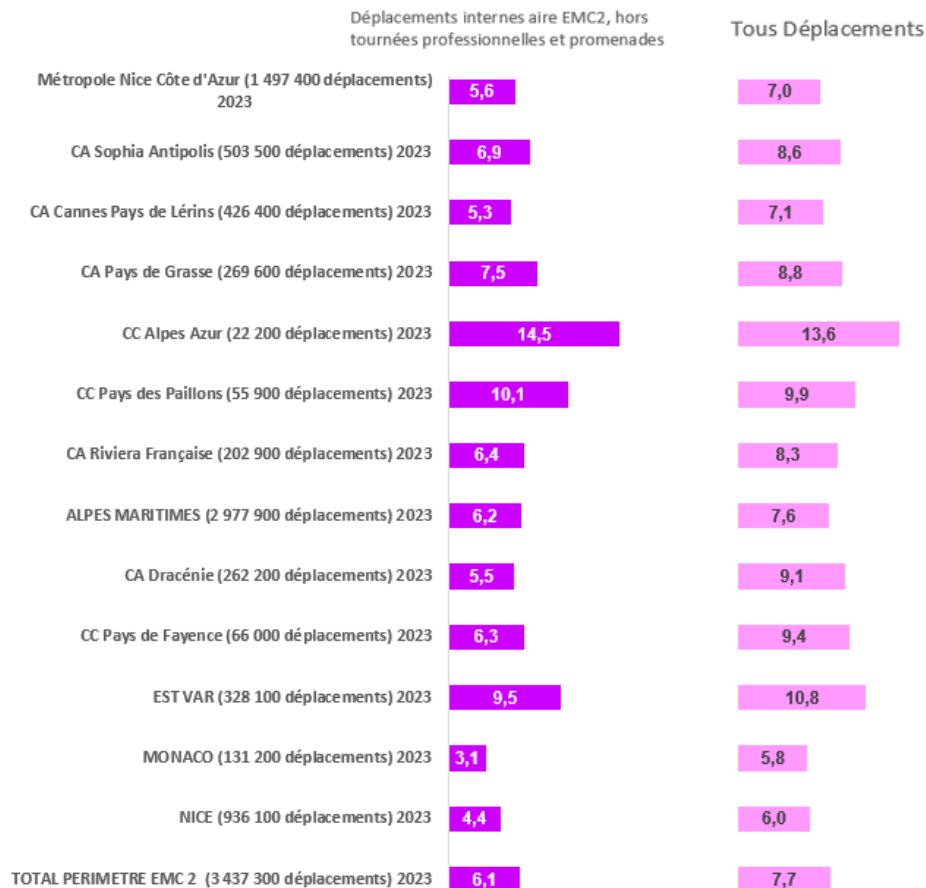 Déplacements internes aire EMC2, hors
tournées professionnelles et promenades
Tous Déplacements
Métropole Nice Côte d'Azur (1 497 400 déplacements)
2023
5,6
7,0
CA Sophia Antipolis (503 500 déplacements) 2023
6,9
8,6
CA Cannes Pays de Lérins (426 400 déplacements) 2023
5,3
7,1
CA Pays de Grasse (269 600 déplacements) 2023
7,5
8,8
CC Alpes Azur (22 200 déplacements) 2023
14,5
13,6
CC Pays des Paillons (55 900 déplacements) 2023
10,1
9,9
CA Riviera Française (202 900 déplacements) 2023
6,4
8,3
ALPES MARITIMES (2 977 900 déplacements) 2023
6,2
7,6
CA Dracénie (262 200 déplacements) 2023
5,5
9,1
CC Pays de Fayence (66 000 déplacements) 2023
6,3
9,4
EST VAR (328 100 déplacements) 2023
9,5
10,8
MONACO (131 200 déplacements) 2023
3,1
5,8
NICE (936 100 déplacements) 2023
4,4
6,0
TOTAL PERIMETRE EMC 2 (3 437 300 déplacements) 2023
6,1
7,7